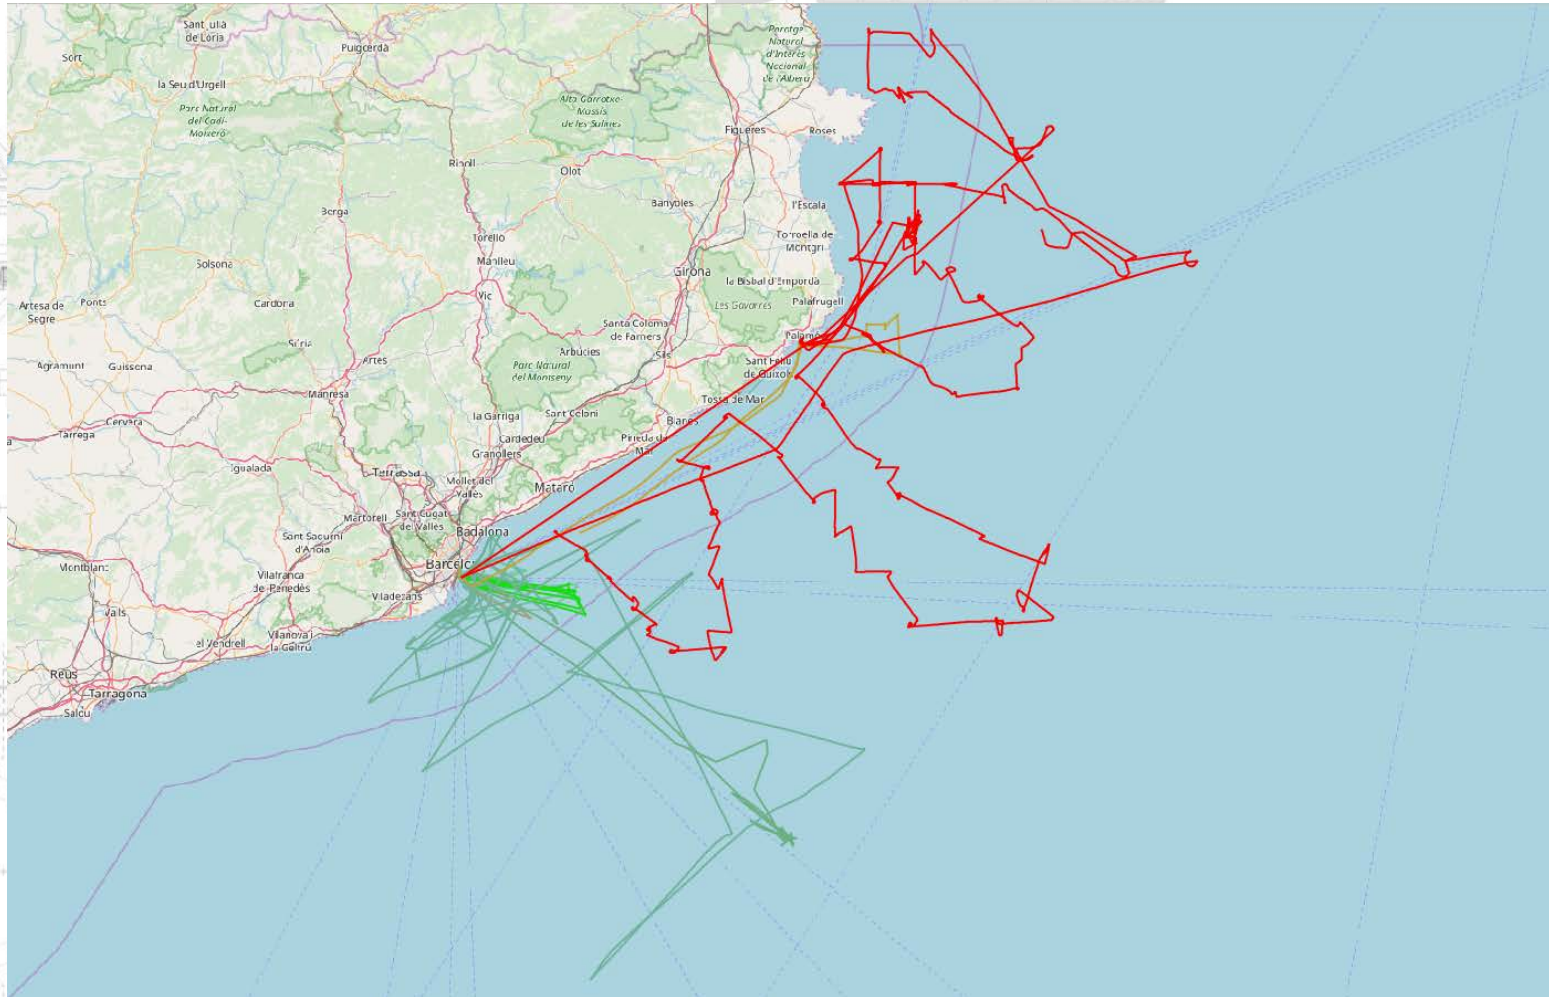 Sant Julià
de Lòria
Puigcerdà
Paratge
Natural
d'Interès
Nacional
de l'Albera
Sort
la Seu d'Urgell
Parc Natural
del Cadí-
Moixeró
Alta Garrotxa-
Massís
de les Salines
Figueres
Roses
Ripoll
Olot
Berga
Banyoles
l'Escala
Torelló
Torroella de
Montgrí
Manlleu
Solsona
Girona
la Bisbal d'Empordà
Artesa de
Segre
Ponts
Cardona
Vic
Les Gavarres
Palafrugell
Santa Coloma
de Farners
Súria
Arbúcies
Sils
Agramunt
Guissona
Artés
Parc Natural
del Montseny
Sant Feliu
de Guíxols
Manresa
Tossa de Mar
la Garriga
Sant Celoni
Blanes
Cervera
Tàrrega
Cardedeu
Granollers
Pineda de
Mar
Igualada
Terrassa
Mollet del
Vallès
Mataró
Martorell
Sant Cugat
del Vallès
Badalona
Sant Sadurní
d'Anoia
Barcelo
Montblanc
Vilafranca
de Penedès
Viladecans
Valls
el Vendrell
Vilanova i
la Geltrú
Reus
Tarragona
Salou